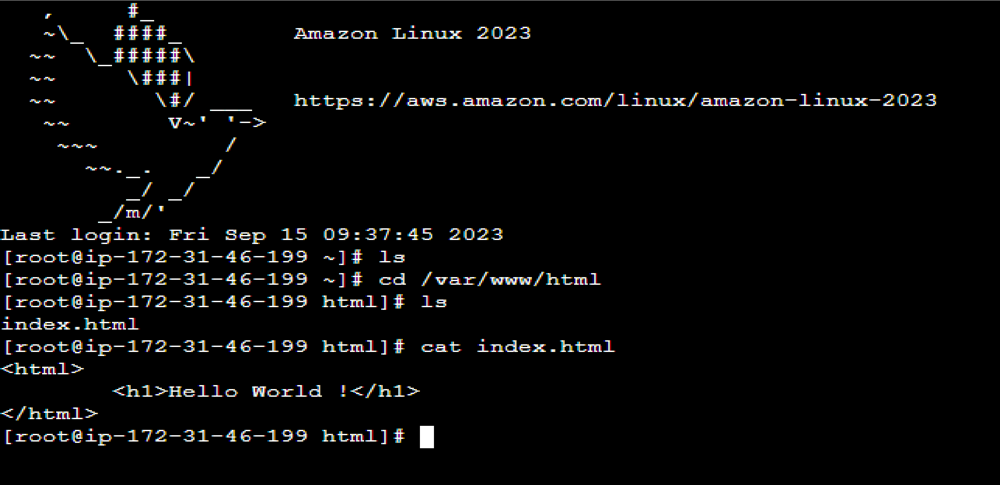 ,     #_
   ~\_  ####_        Amazon Linux 2023
  ~~  \_#####\
  ~~     \###|
  ~~       \#/ ___   https://aws.amazon.com/linux/amazon-linux-2023
   ~~       V~' '->
    ~~~         /
      ~~._.   _/
         _/ _/
       _/m/'
Last login: Fri Sep 15 09:37:45 2023
[root@ip-172-31-46-199 ~]# ls
[root@ip-172-31-46-199 ~]# cd /var/www/html
[root@ip-172-31-46-199 html]# ls
index.html
[root@ip-172-31-46-199 html]# cat index.html
<html>
        <h1>Hello World !</h1>
</html>
[root@ip-172-31-46-199 html]#